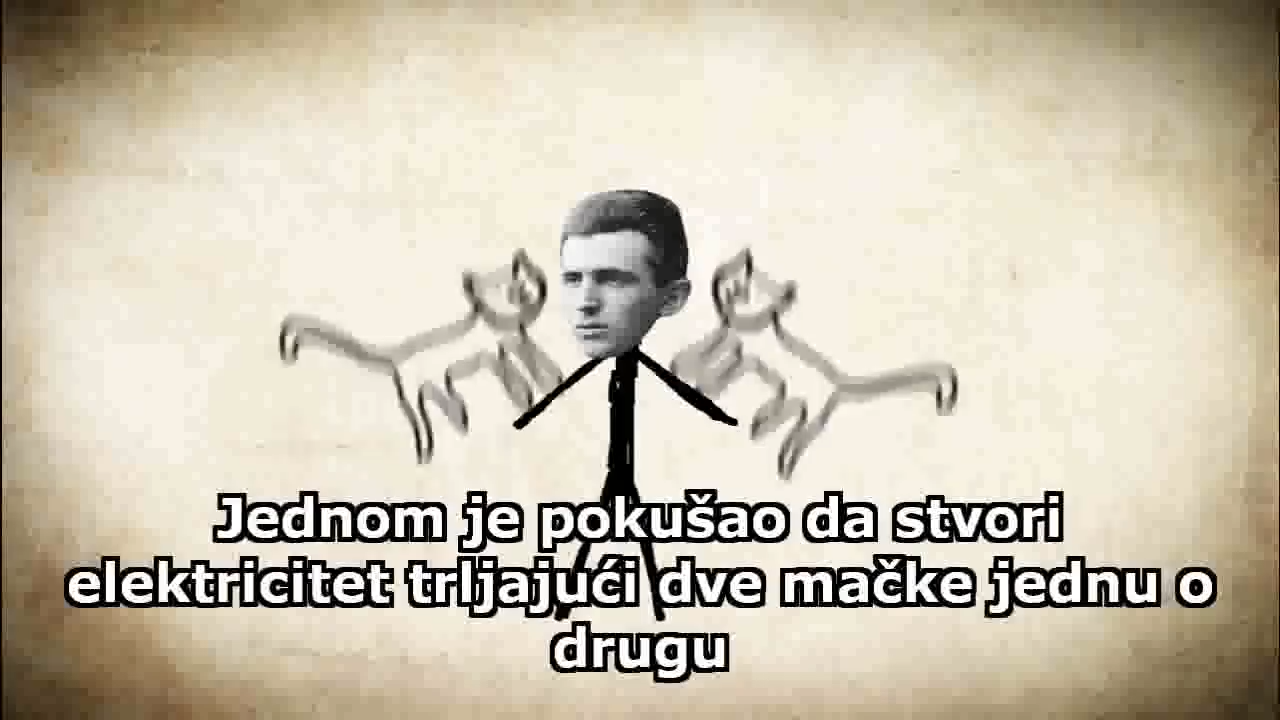 Jednom je pokušao da stvori
elektricitet trljajući dve mačke jednu o
drugu